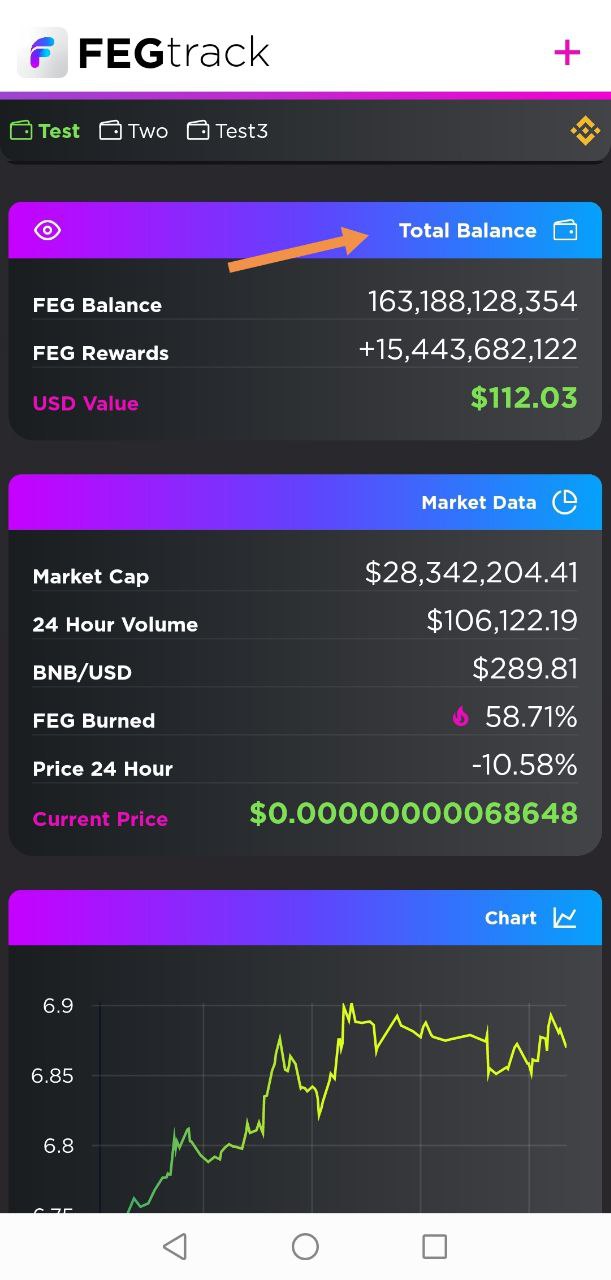 FEGtrack
Test Two Test3
Total Balance
FEG Balance 163,188,128,354
FEG Rewards +15,443,682,122
USD Value $112.03
Market Data
Market Cap $28,342,204.41
24 Hour Volume $106,122.19
BNB/USD $289.81
FEG Burned 58.71%
Price 24 Hour -10.58%
Current Price $0.00000000068648
Chart
6.9
6.85
6.8
6.75